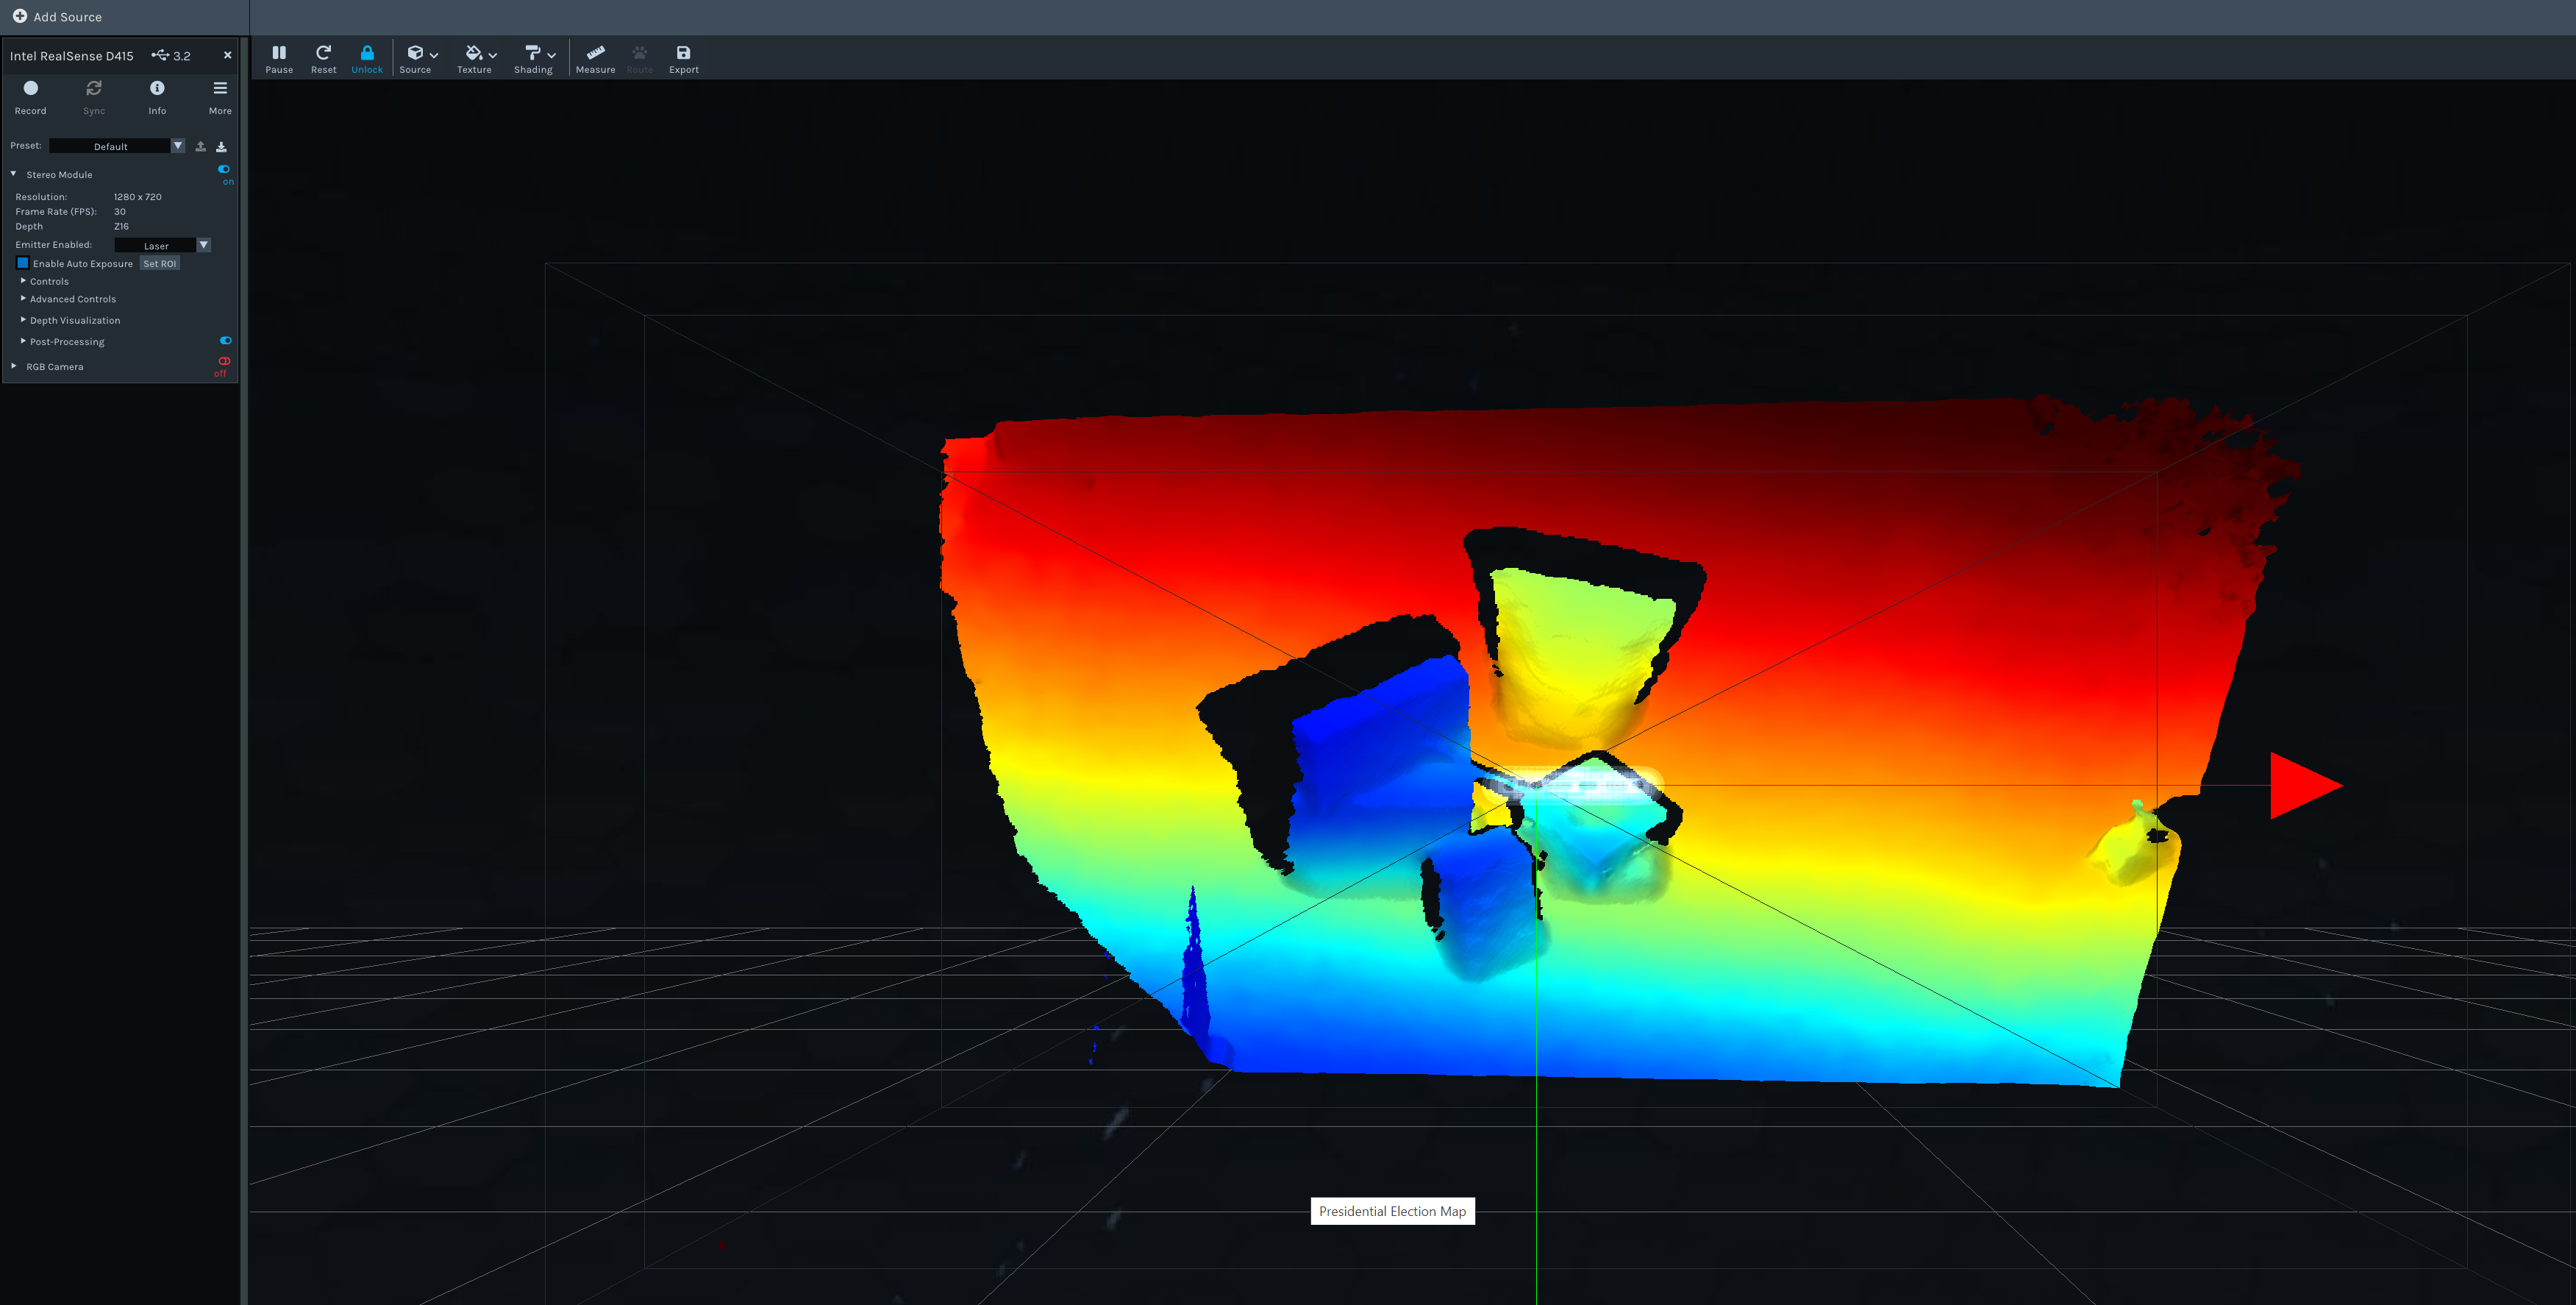 Add Source
Intel RealSense D415 3.2
Pause Reset Unlock Source Texture Shading Measure Route Export
Record Sync Info More
Preset: Default
Stereo Module
on
Resolution: 1280 x 720
Frame Rate (FPS): 30
Depth Z16
Emitter Enabled: Laser
Enable Auto Exposure Set ROI
Controls
Advanced Controls
Depth Visualization
Post-Processing
RGB Camera
off
Presidential Election Map